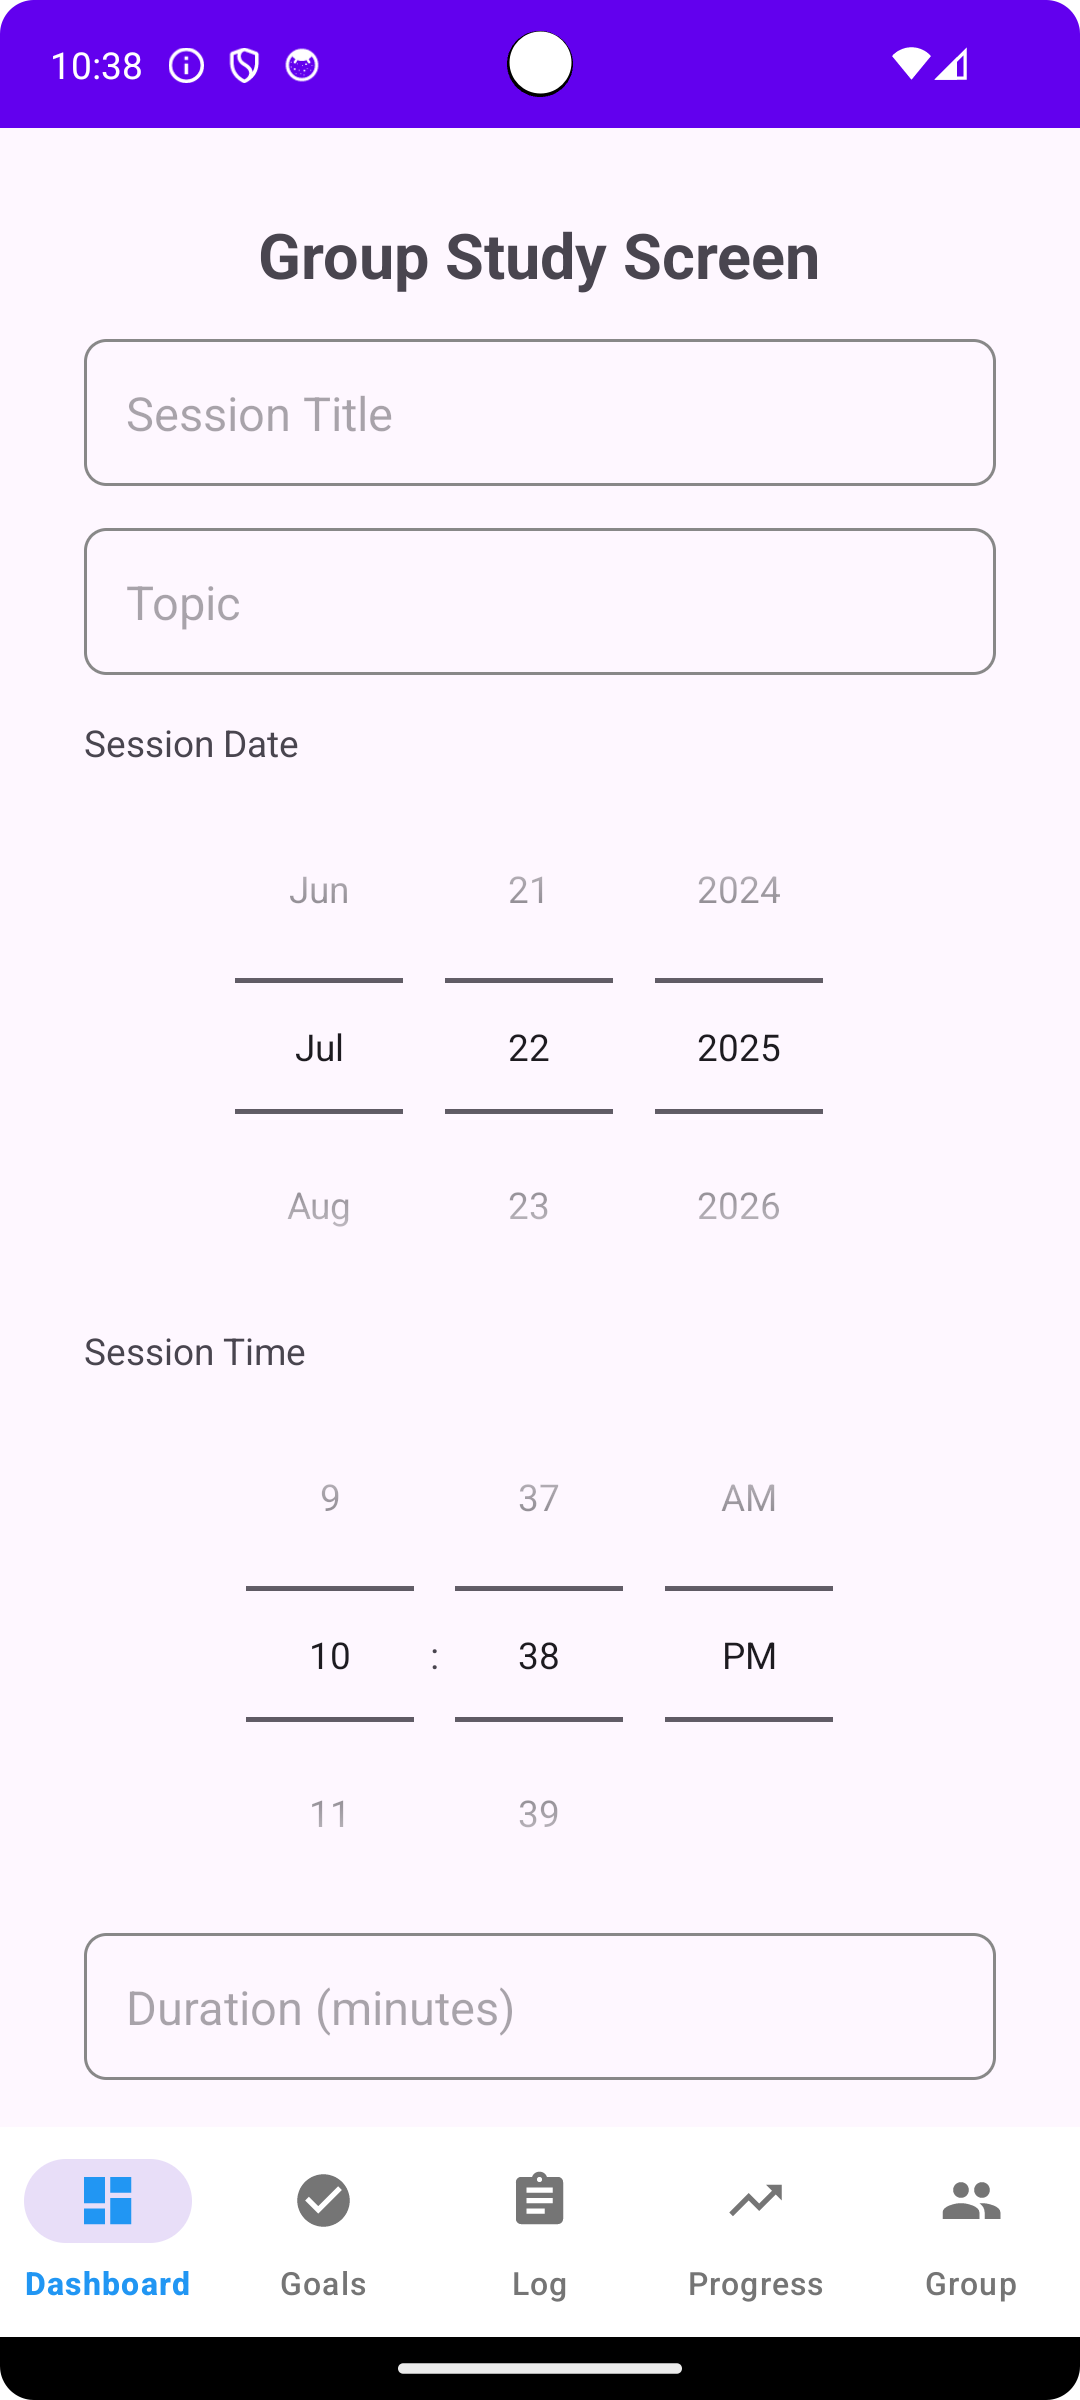 10:38
Group Study Screen
Session Title
Topic
Session Date
Jun 21 2024
Jul 22 2025
Aug 23 2026
Session Time
9 37 AM
10 : 38 PM
11 39
Duration (minutes)
Dashboard Goals Log Progress Group